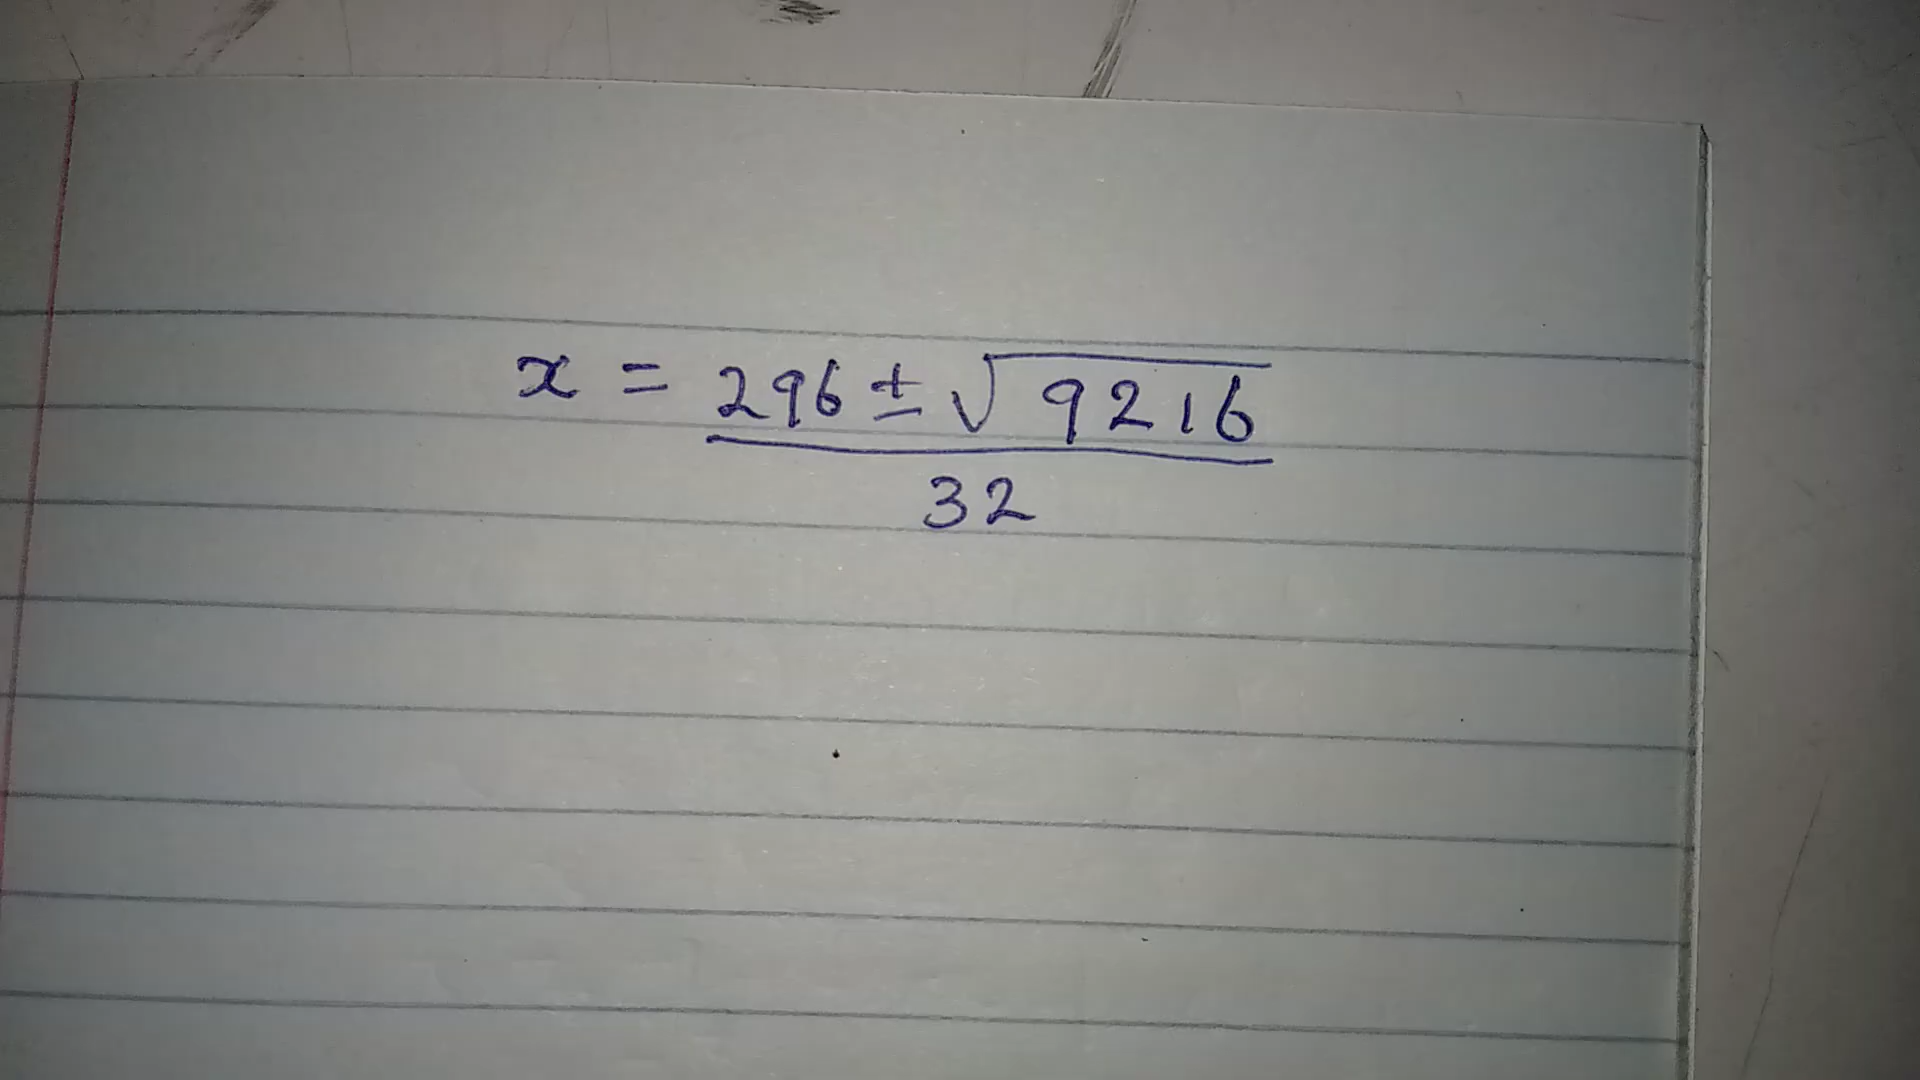 x = 296 ± √9216
32